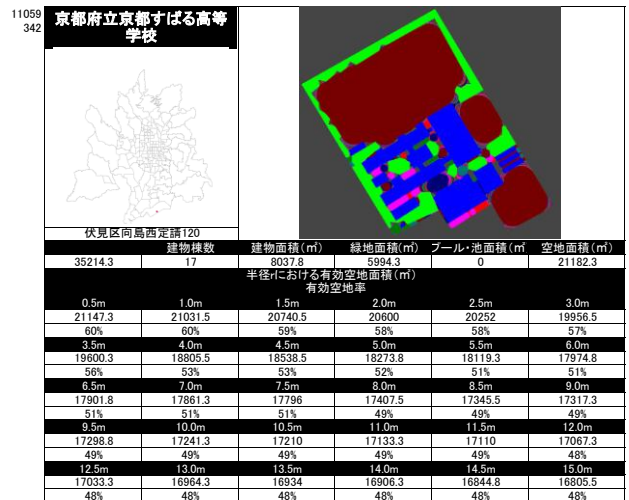 11059
342
京都府立京都すばる高等
学校
伏見区向島西定請120
建物棟数 建物面積(㎡) 緑地面積(㎡) プール・池面積(㎡ 空地面積(㎡)
35214.3 17 8037.8 5994.3 0 21182.3
半径rにおける有効空地面積(㎡)
有効空地率
0.5m 1.0m 1.5m 2.0m 2.5m 3.0m
21147.3 21031.5 20740.5 20600 20252 19956.5
60% 60% 59% 58% 58% 57%
3.5m 4.0m 4.5m 5.0m 5.5m 6.0m
19600.3 18805.5 18538.5 18273.8 18119.3 17974.8
56% 53% 53% 52% 51% 51%
6.5m 7.0m 7.5m 8.0m 8.5m 9.0m
17901.8 17861.3 17796 17407.5 17345.5 17317.3
51% 51% 51% 49% 49% 49%
9.5m 10.0m 10.5m 11.0m 11.5m 12.0m
17298.8 17241.3 17210 17133.3 17110 17067.3
49% 49% 49% 49% 49% 48%
12.5m 13.0m 13.5m 14.0m 14.5m 15.0m
17033.3 16964.3 16934 16906.3 16844.8 16805.5
48% 48% 48% 48% 48% 48%